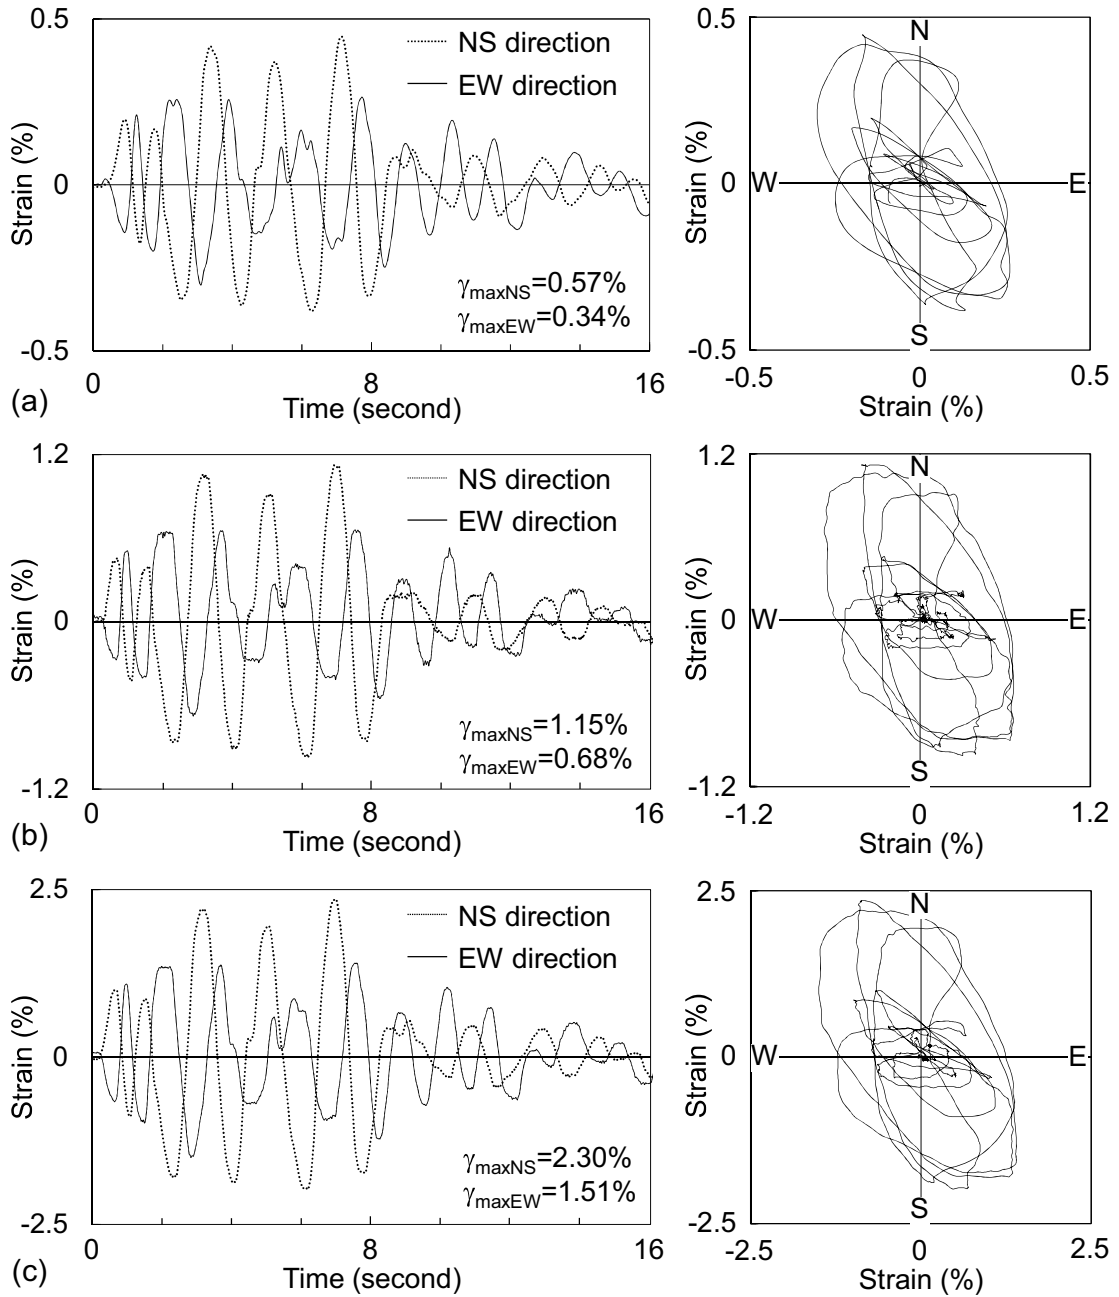 0.5
NS direction
EW direction
Strain (%)
0
γmaxNS=0.57%
γmaxEW=0.34%
-0.5
0
8
16
Time (second)
(a)
0.5
N
Strain (%)
0
W
E
S
-0.5
-0.5
0
0.5
Strain (%)
1.2
NS direction
EW direction
Strain (%)
0
γmaxNS=1.15%
γmaxEW=0.68%
-1.2
0
8
16
Time (second)
(b)
1.2
N
Strain (%)
0
W
E
S
-1.2
-1.2
0
1.2
Strain (%)
2.5
NS direction
EW direction
Strain (%)
0
γmaxNS=2.30%
γmaxEW=1.51%
-2.5
0
8
16
Time (second)
(c)
2.5
N
Strain (%)
0
W
E
S
-2.5
-2.5
0
2.5
Strain (%)